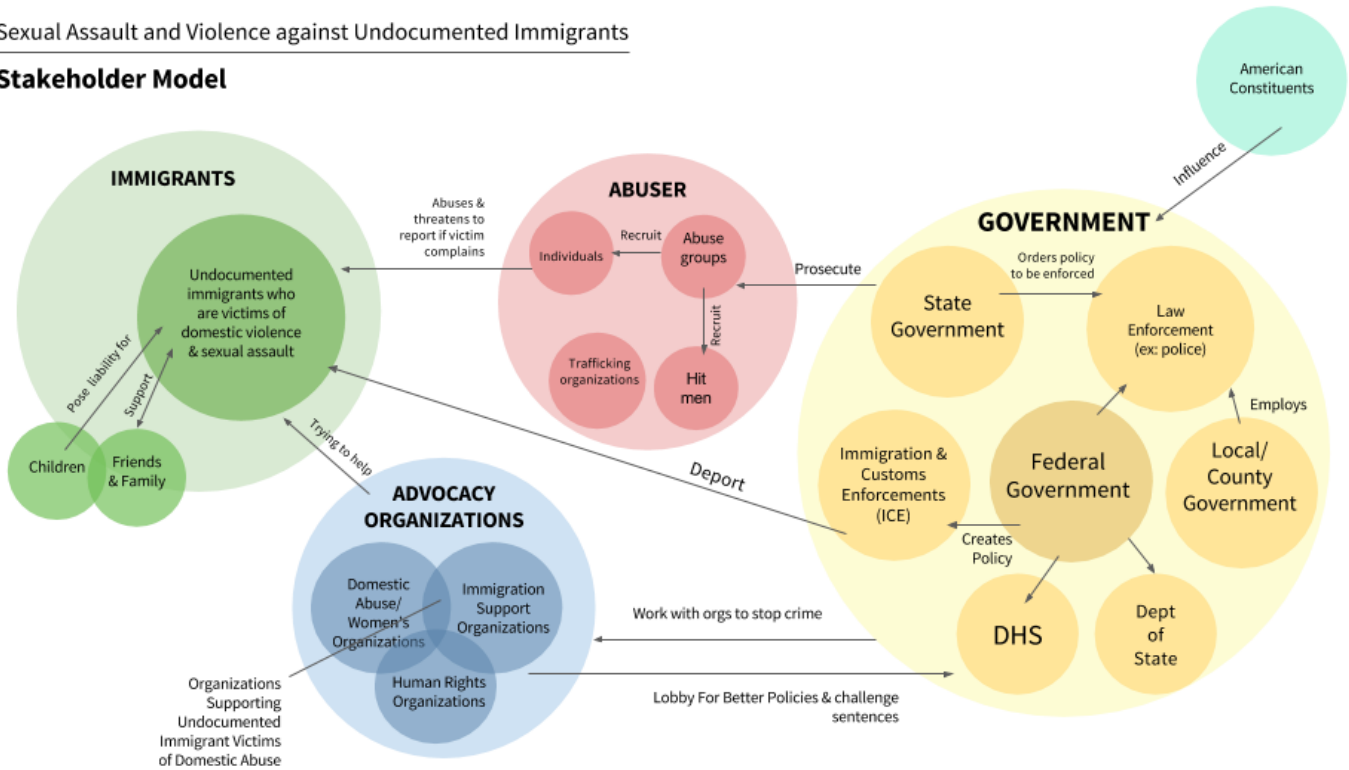 Sexual Assault and Violence against Undocumented Immigrants
Stakeholder Model
American
Constituents
Influence
IMMIGRANTS
Undocumented
immigrants who
are victims of
domestic violence
& sexual assault
Pose liability for
Support
Children
Friends
& Family
Abuses &
threatens to
report if victim
complains
ABUSER
Individuals
Recruit
Abuse
groups
Recruit
Trafficking
organizations
Hit
men
Prosecute
GOVERNMENT
State
Government
Orders policy
to be enforced
Law
Enforcement
(ex: police)
Employs
Immigration &
Customs
Enforcements
(ICE)
Federal
Government
Local/
County
Government
Creates
Policy
DHS
Dept
of
State
Deport
Trying to help
ADVOCACY
ORGANIZATIONS
Domestic
Abuse/
Women's
Organizations
Immigration
Support
Organizations
Human Rights
Organizations
Organizations
Supporting
Undocumented
Immigrant Victims
of Domestic Abuse
Work with orgs to stop crime
Lobby For Better Policies & challenge
sentences